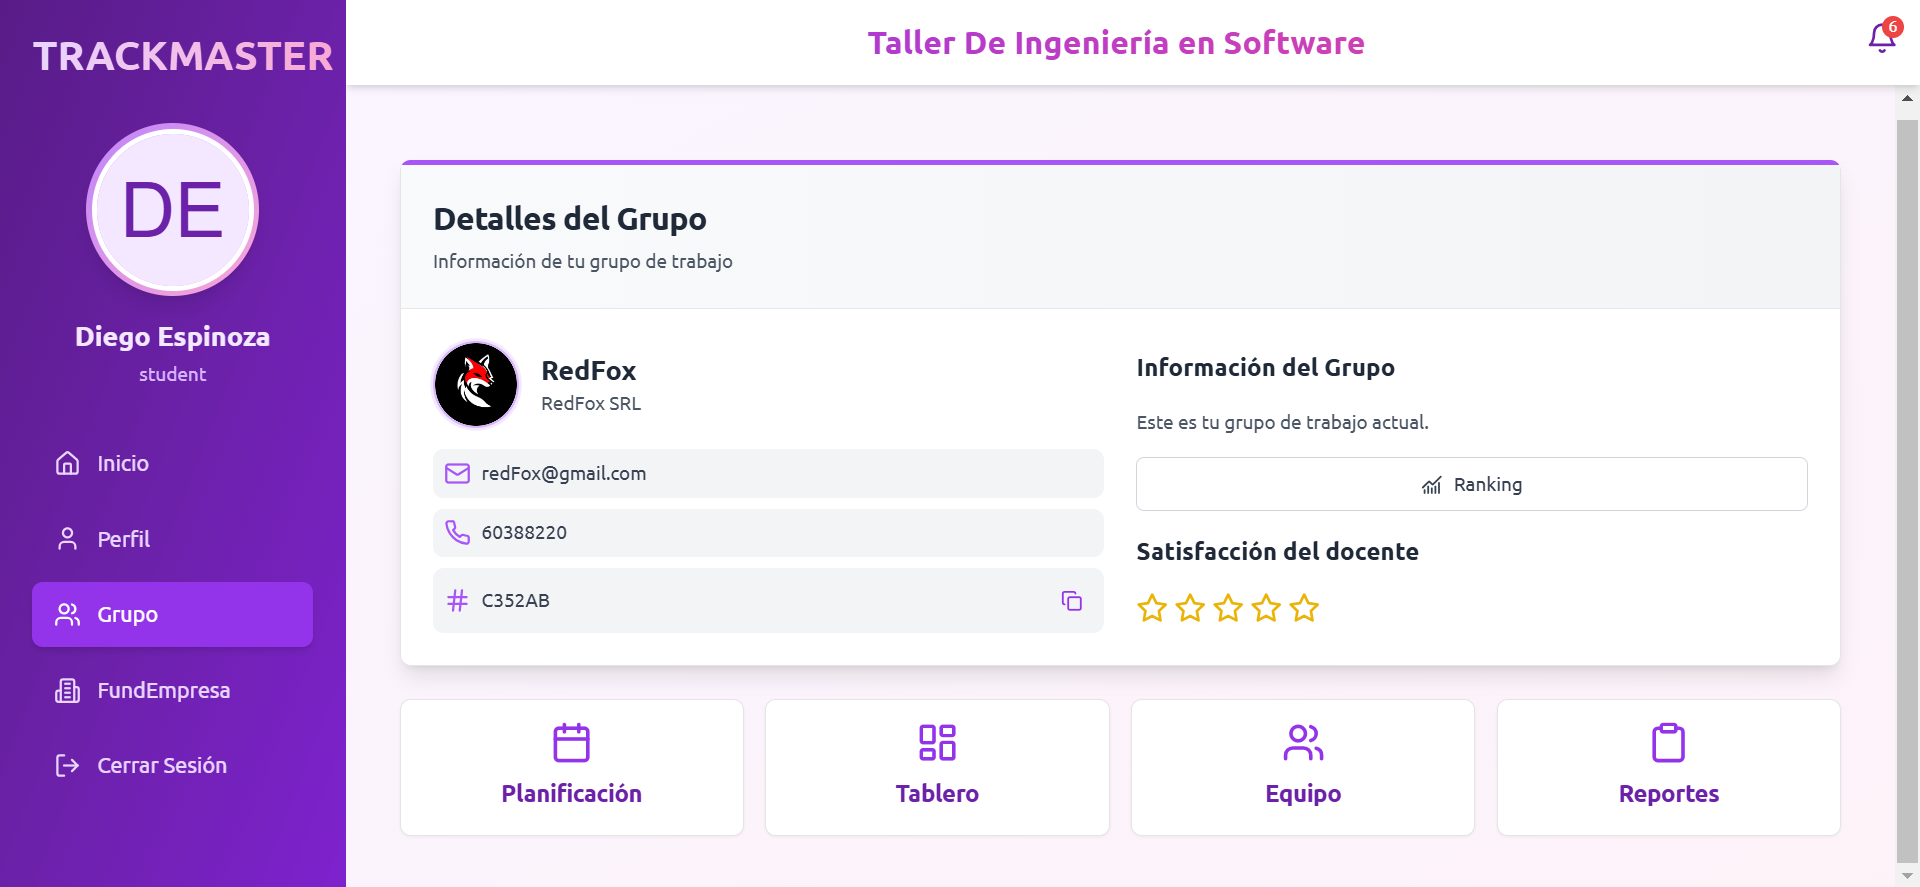 TRACKMASTER
DE
Diego Espinoza
student
Inicio
Perfil
Grupo
FundEmpresa
Cerrar Sesión
Taller De Ingeniería en Software
6
Detalles del Grupo
Información de tu grupo de trabajo
RedFox
RedFox SRL
redFox@gmail.com
60388220
C352AB
Información del Grupo
Este es tu grupo de trabajo actual.
Ranking
Satisfacción del docente
Planificación
Tablero
Equipo
Reportes